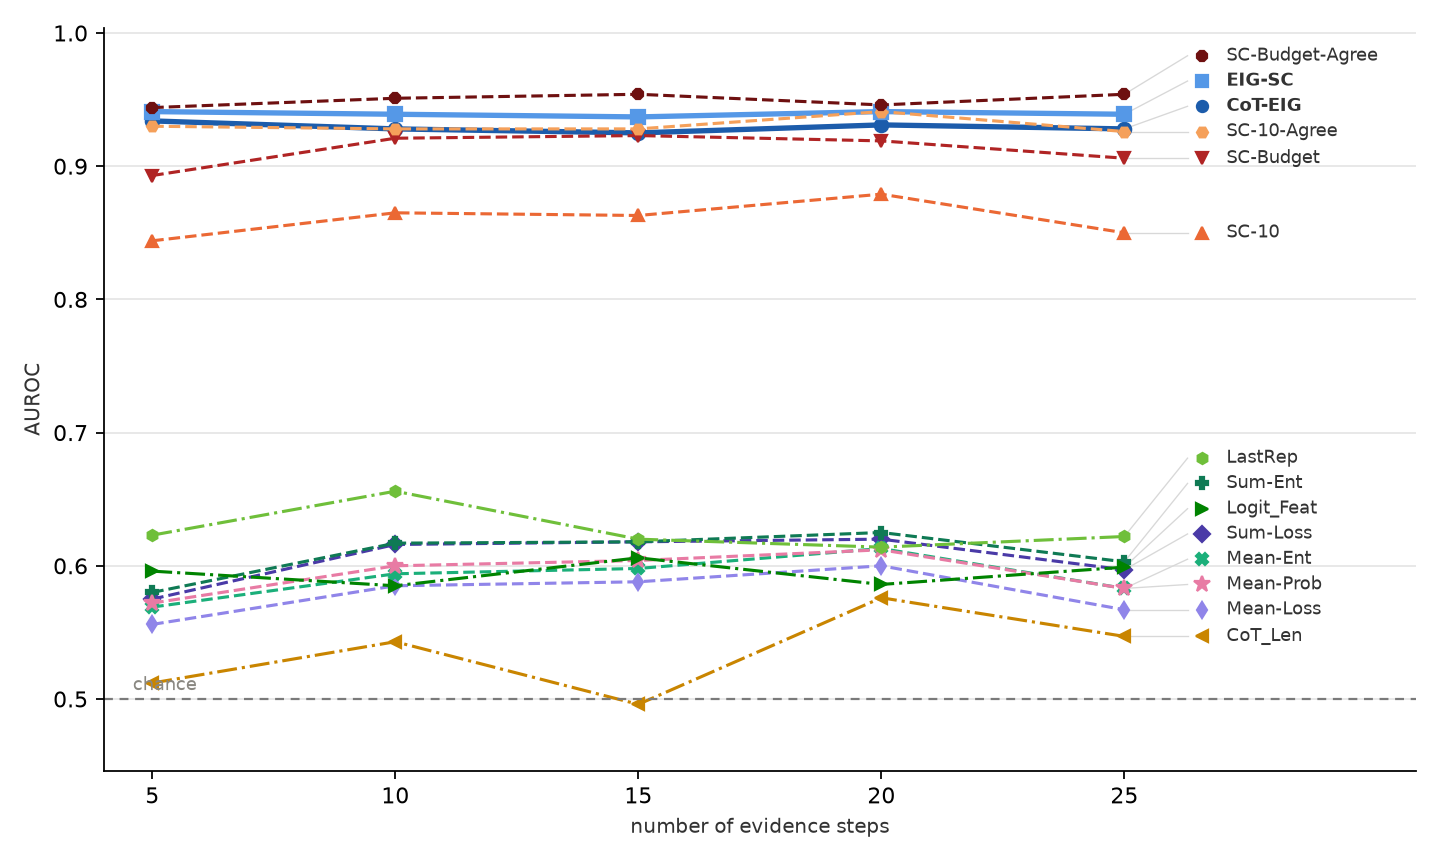 1.0
0.9
0.8
0.7
0.6
0.5
AUROC
SC-Budget-Agree
EIG-SC
CoT-EIG
SC-10-Agree
SC-Budget
SC-10
LastRep
Sum-Ent
Logit_Feat
Sum-Loss
Mean-Ent
Mean-Prob
Mean-Loss
CoT_Len
chance
5 10 15 20 25
number of evidence steps